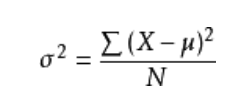 σ² = ∑ (X − μ)² / N